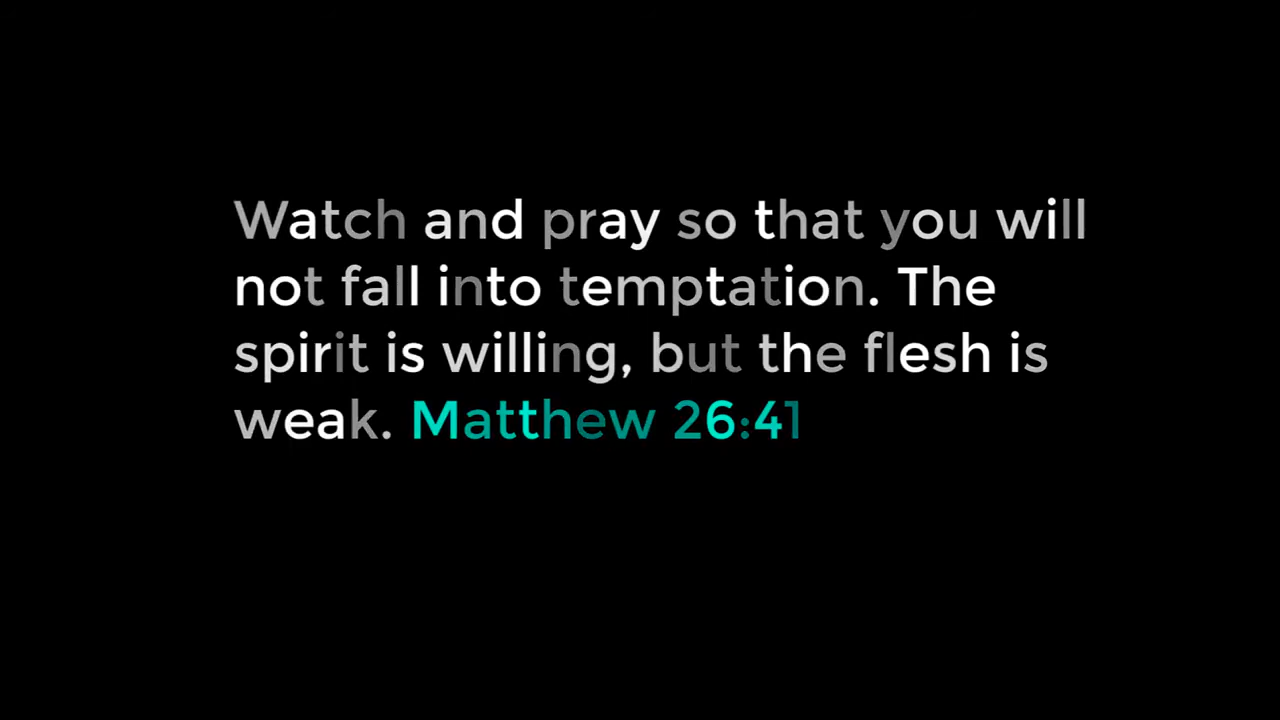 Watch and pray so that you will
not fall into temptation. The
spirit is willing, but the flesh is
weak. Matthew 26:41